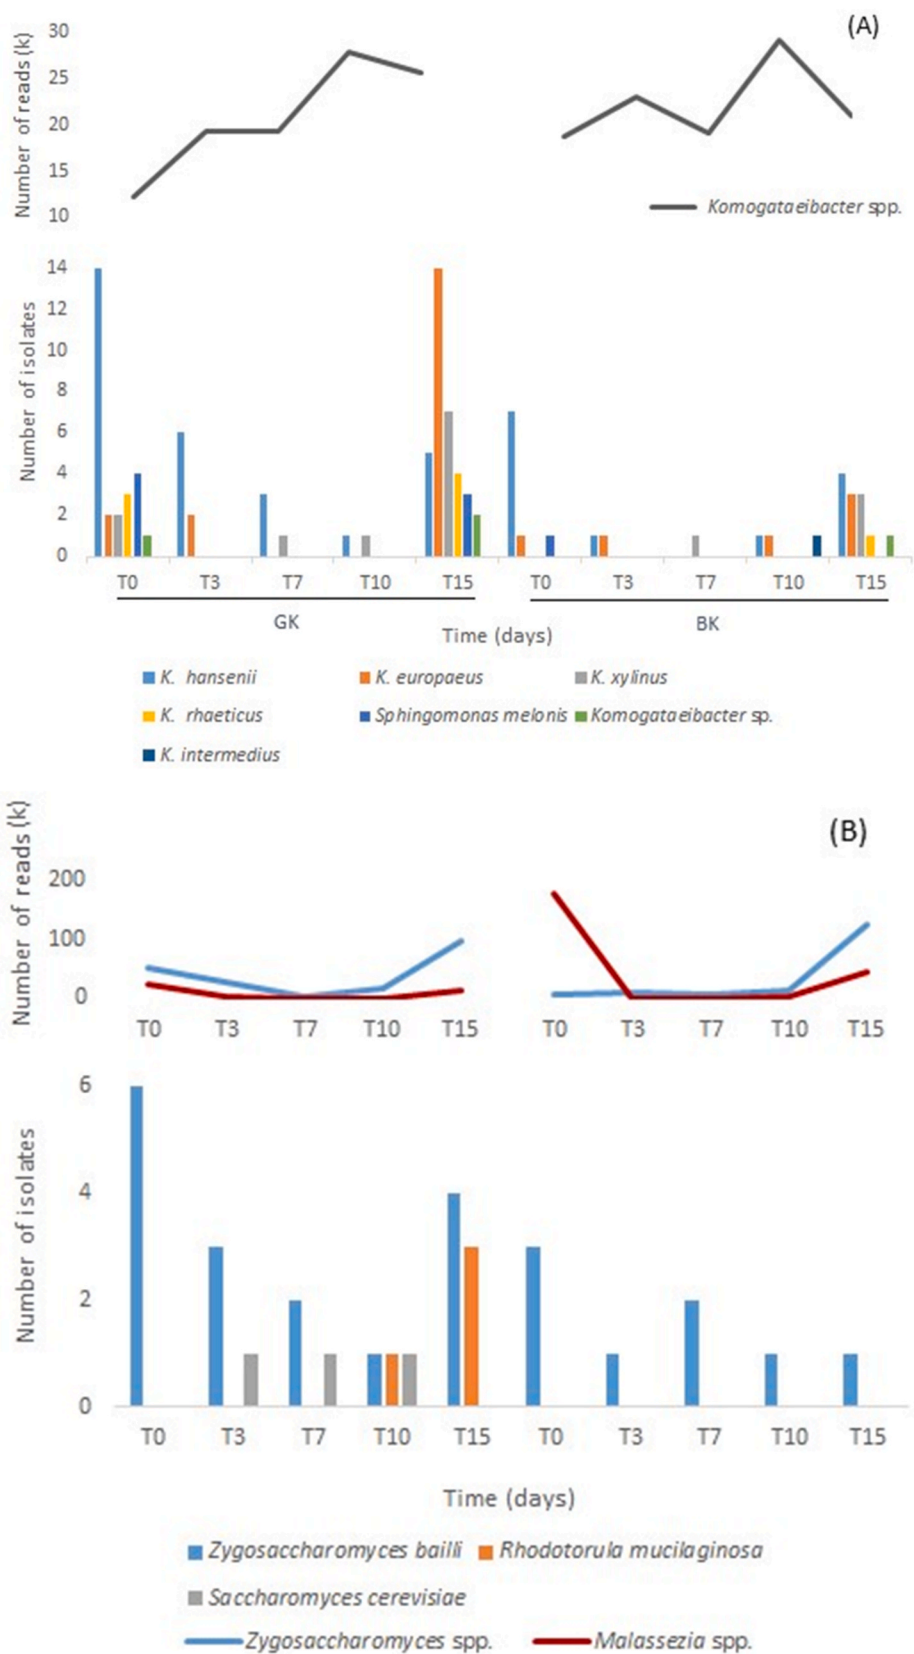 (A)
Number of reads (k)
30
25
20
15
10
Komogataeibacter spp.
Number of isolates
14
12
10
8
6
4
2
0
T0 T3 T7 T10 T15 T0 T3 T7 T10 T15
GK BK
Time (days)
K. hansenii K. europaeus K. xylinus
K. rhaeticus Sphingomonas melonis Komogataeibacter sp.
K. intermedius
(B)
Number of reads (k)
200
100
0
T0 T3 T7 T10 T15 T0 T3 T7 T10 T15
Number of isolates
6
4
2
0
T0 T3 T7 T10 T15 T0 T3 T7 T10 T15
Time (days)
Zygosaccharomyces bailli Rhodotorula mucilaginosa
Saccharomyces cerevisiae
Zygosaccharomyces spp. Malassezia spp.